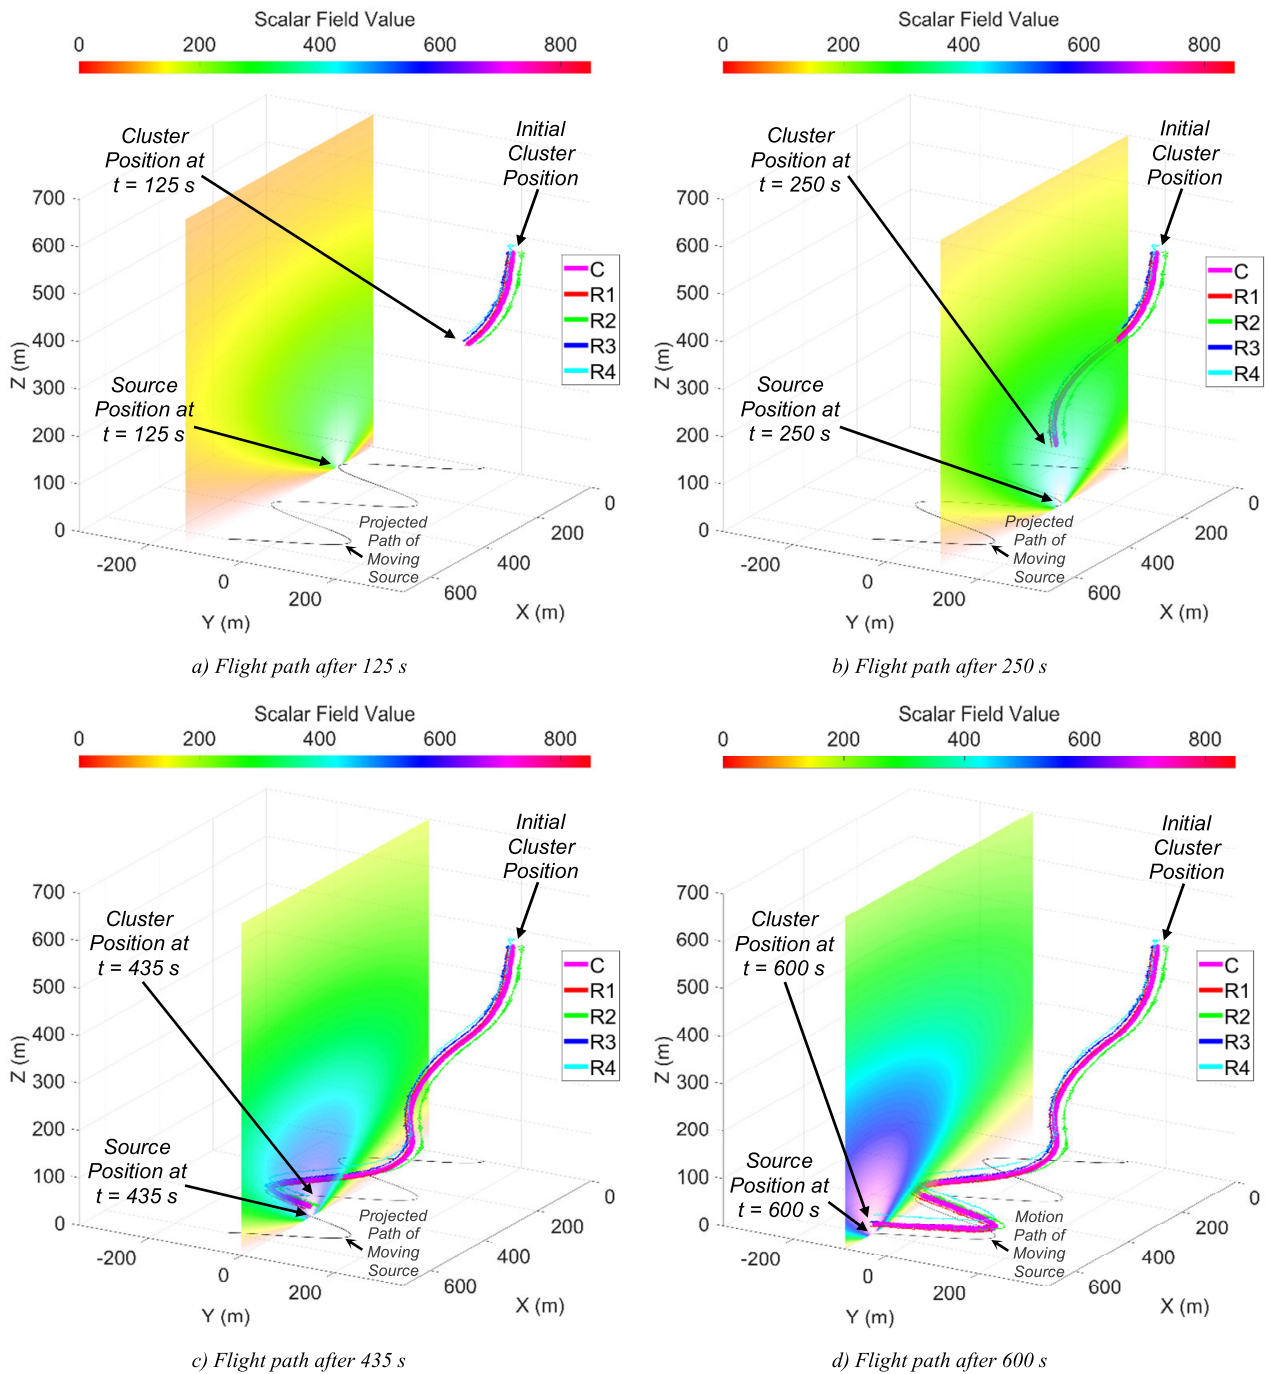 Scalar Field Value
0 200 400 600 800
Cluster
Position at
t = 125 s
Initial
Cluster
Position
700
600
500
400
300
200
100
0
Z (m)
Source
Position at
t = 125 s
C
R1
R2
R3
R4
Projected
Path of
Moving
Source
-200
0
200
Y (m)
0
200
400
600
X (m)
a) Flight path after 125 s
Scalar Field Value
0 200 400 600 800
Cluster
Position at
t = 250 s
Initial
Cluster
Position
700
600
500
400
300
200
100
0
Z (m)
Source
Position at
t = 250 s
C
R1
R2
R3
R4
Projected
Path of
Moving
Source
-200
0
200
Y (m)
0
200
400
600
X (m)
b) Flight path after 250 s
Scalar Field Value
0 200 400 600 800
Initial
Cluster
Position
700
600
500
400
300
200
100
0
Z (m)
Cluster
Position at
t = 435 s
Source
Position at
t = 435 s
C
R1
R2
R3
R4
Projected
Path of
Moving
Source
-200
0
200
Y (m)
0
200
400
600
X (m)
c) Flight path after 435 s
Scalar Field Value
0 200 400 600 800
Initial
Cluster
Position
700
600
500
400
300
200
100
0
Z (m)
Cluster
Position at
t = 600 s
Source
Position at
t = 600 s
C
R1
R2
R3
R4
Motion
Path of
Moving
Source
-200
0
200
Y (m)
0
200
400
600
X (m)
d) Flight path after 600 s